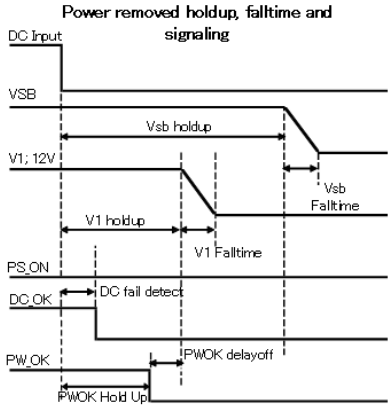 Power removed holdup, falltime and
signaling
DC Input
VSB
Vsb holdup
Vsb
Falltime
V1; 12V
V1 holdup
V1 Falltime
PS_ON
DC fail detect
DC_OK
PWOK delayoff
PW_OK
PWOK Hold Up